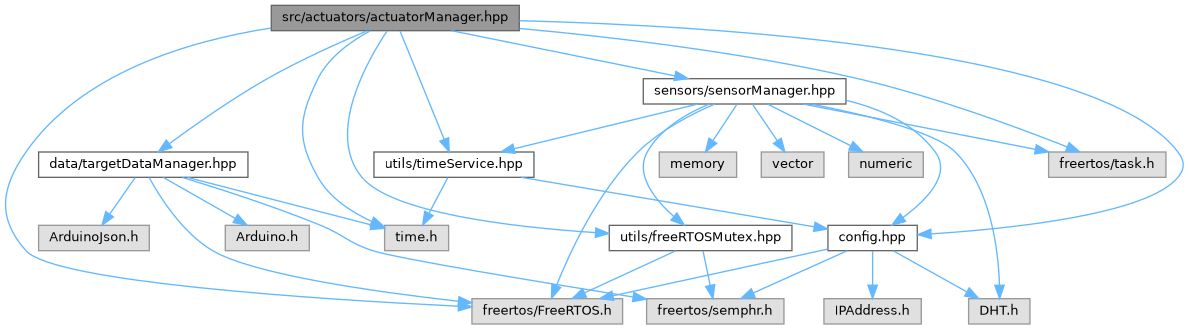 src/actuators/actuatorManager.hpp
sensors/sensorManager.hpp
data/targetDataManager.hpp
utils/timeService.hpp
memory
vector
numeric
freertos/task.h
ArduinoJson.h
Arduino.h
time.h
utils/freeRTOSMutex.hpp
config.hpp
freertos/FreeRTOS.h
freertos/semphr.h
IPAddress.h
DHT.h